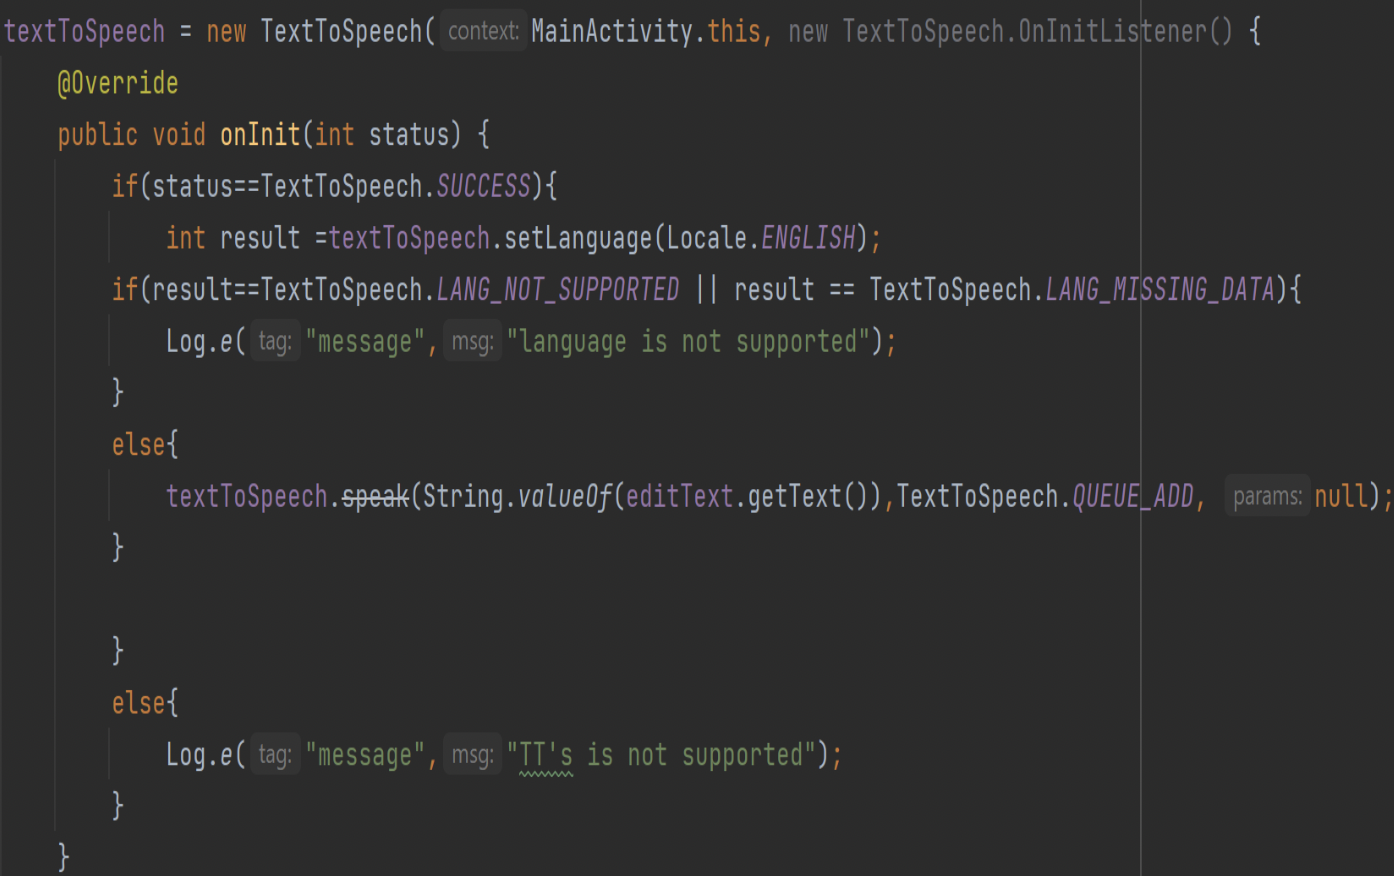 textToSpeech = new TextToSpeech( context: MainActivity.this, new TextToSpeech.OnInitListener() {
@Override
public void onInit(int status) {
if(status==TextToSpeech.SUCCESS){
int result =textToSpeech.setLanguage(Locale.ENGLISH);
if(result==TextToSpeech.LANG_NOT_SUPPORTED || result == TextToSpeech.LANG_MISSING_DATA){
Log.e( tag: "message", msg: "language is not supported");
}
else{
textToSpeech.speak(String.valueOf(editText.getText()),TextToSpeech.QUEUE_ADD, params: null);
}
}
else{
Log.e( tag: "message", msg: "TT's is not supported");
}
}